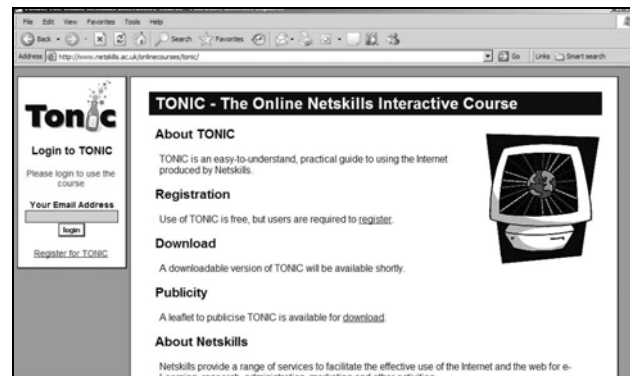 File Edit View Favorites Tools Help
Back Search Favorites
Address http://www.netskills.ac.uk/onlinecourses/tonic/ Go Links Smart search
Tonic
Login to TONIC
Please login to use the
course
Your Email Address
login
Register for TONIC
TONIC - The Online Netskills Interactive Course
About TONIC
TONIC is an easy-to-understand, practical guide to using the Internet
produced by Netskills.
Registration
Use of TONIC is free, but users are required to register.
Download
A downloadable version of TONIC will be available shortly.
Publicity
A leaflet to publicise TONIC is available for download.
About Netskills
Netskills provide a range of services to facilitate the effective use of the Internet and the web for e-